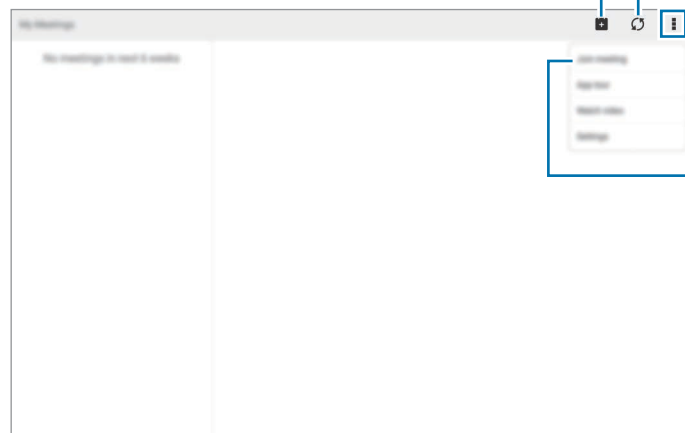 My Meetings
No meetings in next 6 weeks
Join meeting
App tour
Watch video
Settings